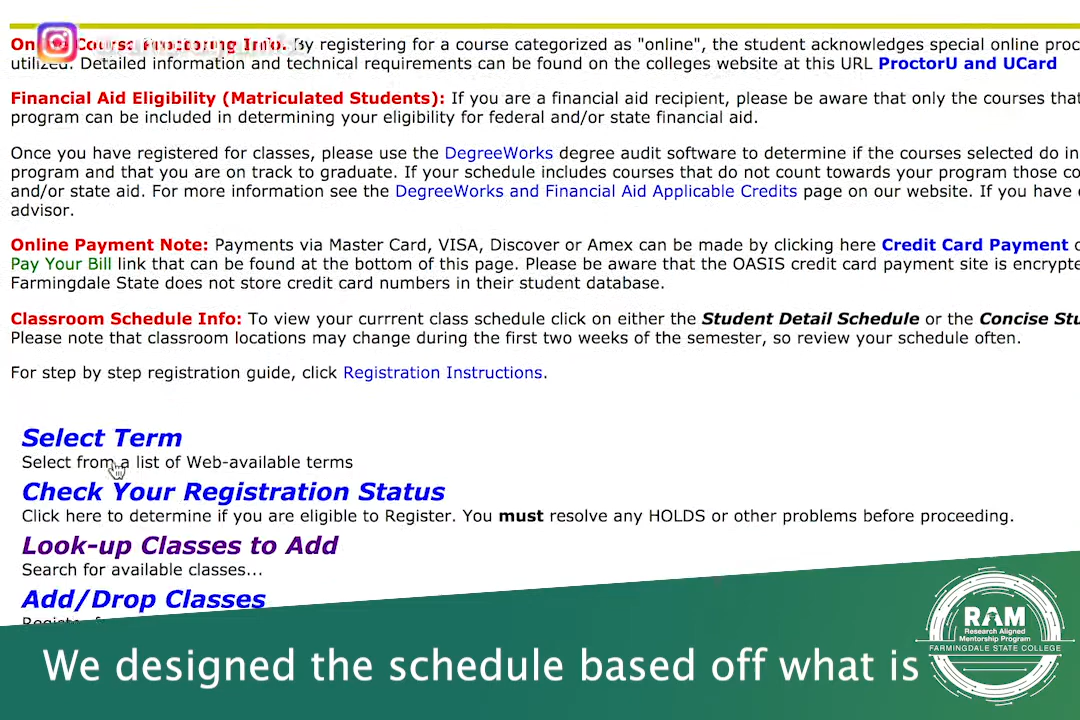 Online Course Proctoring Info. By registering for a course categorized as "online", the student acknowledges special online proc
utilized. Detailed information and technical requirements can be found on the colleges website at this URL ProctorU and UCard
Financial Aid Eligibility (Matriculated Students): If you are a financial aid recipient, please be aware that only the courses that
program can be included in determining your eligibility for federal and/or state financial aid.
Once you have registered for classes, please use the DegreeWorks degree audit software to determine if the courses selected do in
program and that you are on track to graduate. If your schedule includes courses that do not count towards your program those co
and/or state aid. For more information see the DegreeWorks and Financial Aid Applicable Credits page on our website. If you have
advisor.
Online Payment Note: Payments via Master Card, VISA, Discover or Amex can be made by clicking here Credit Card Payment
Pay Your Bill link that can be found at the bottom of this page. Please be aware that the OASIS credit card payment site is encrypte
Farmingdale State does not store credit card numbers in their student database.
Classroom Schedule Info: To view your currrent class schedule click on either the Student Detail Schedule or the Concise Stu
Please note that classroom locations may change during the first two weeks of the semester, so review your schedule often.
For step by step registration guide, click Registration Instructions.
Select Term
Select from a list of Web-available terms
Check Your Registration Status
Click here to determine if you are eligible to Register. You must resolve any HOLDS or other problems before proceeding.
Look-up Classes to Add
Search for available classes...
Add/Drop Classes
We designed the schedule based off what is
RAM
Research Aligned
Mentorship Program
FARMINGDALE STATE COLLEGE